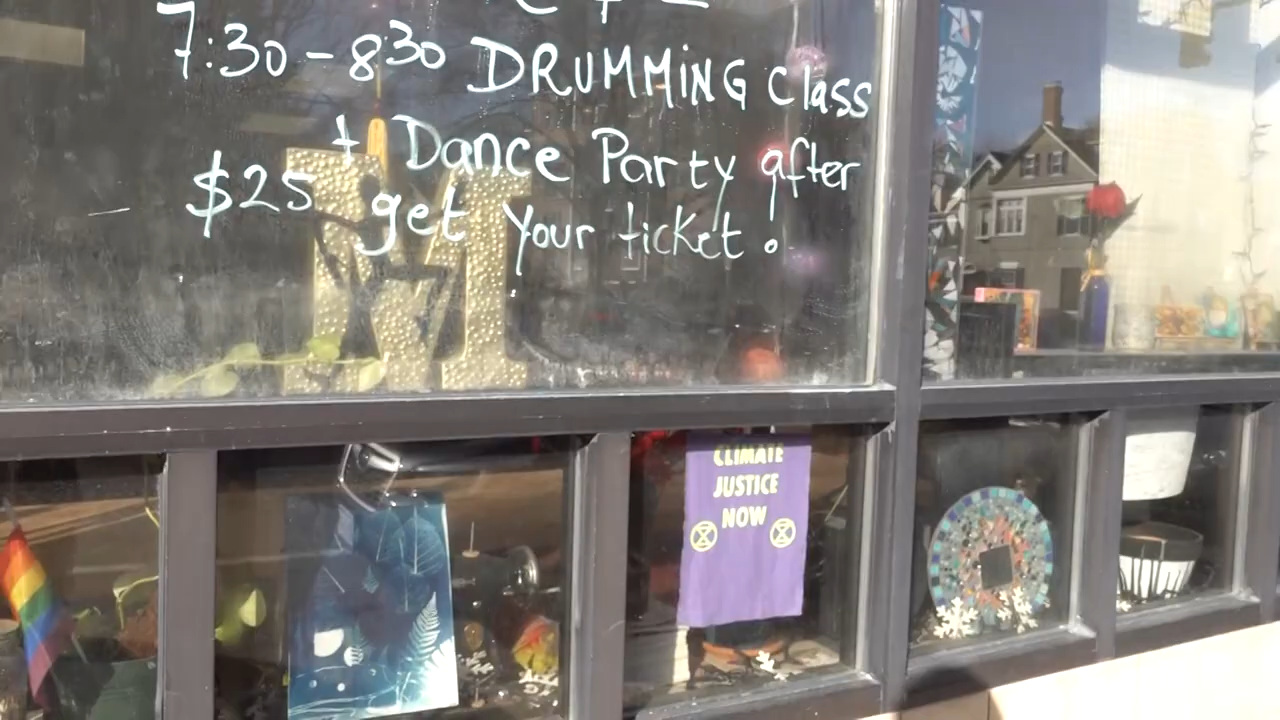 7:30-830 DRUMMING Class
+ Dance Party after
$25 get your ticket!
M
CLIMATE
JUSTICE
NOW